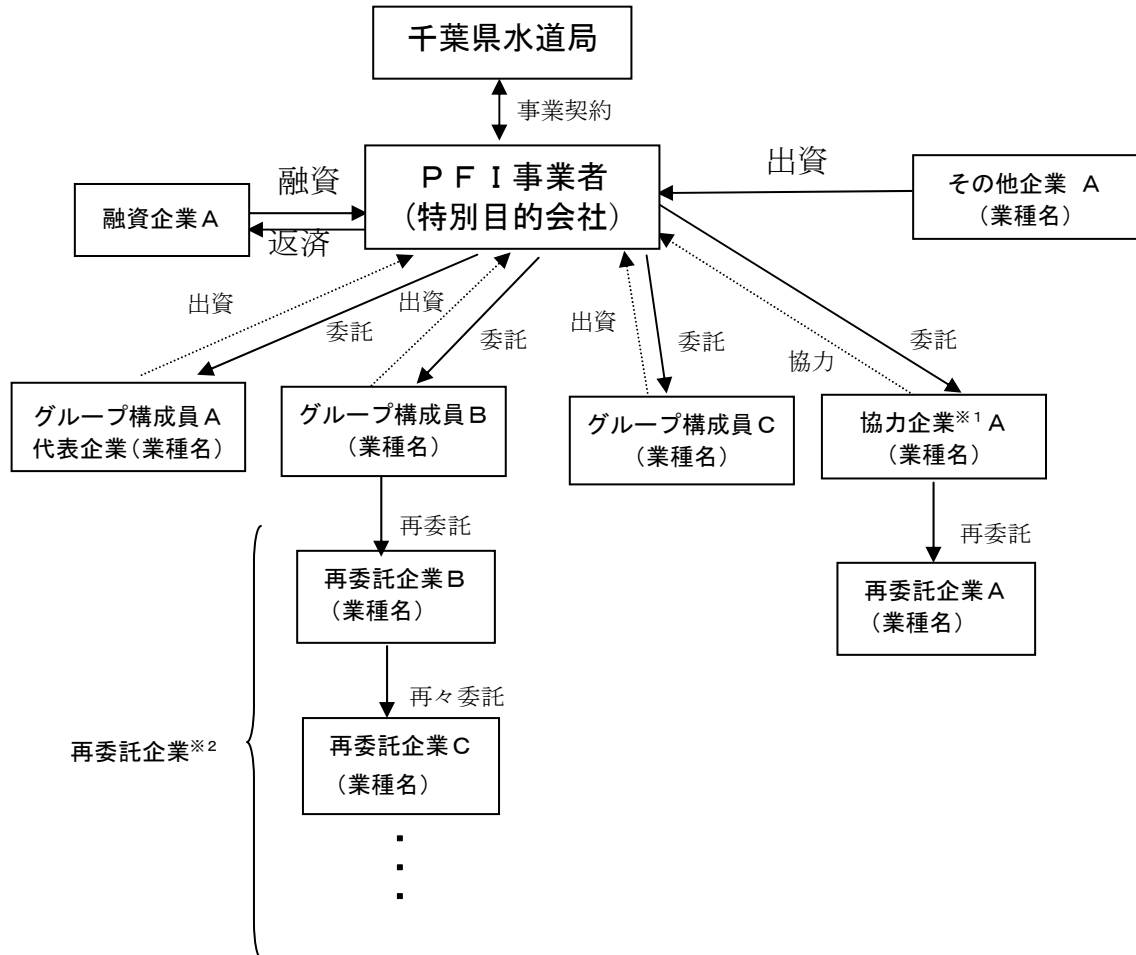 千葉県水道局
事業契約
PFI事業者
(特別目的会社)
融資
返済
融資企業A
出資
その他企業 A
(業種名)
出資
委託
出資
委託
出資
委託
協力
委託
グループ構成員A
代表企業(業種名)
グループ構成員B
(業種名)
グループ構成員C
(業種名)
協力企業※1 A
(業種名)
再委託
再委託
再委託企業B
(業種名)
再委託企業A
(業種名)
再々委託
再委託企業C
(業種名)
再委託企業※2